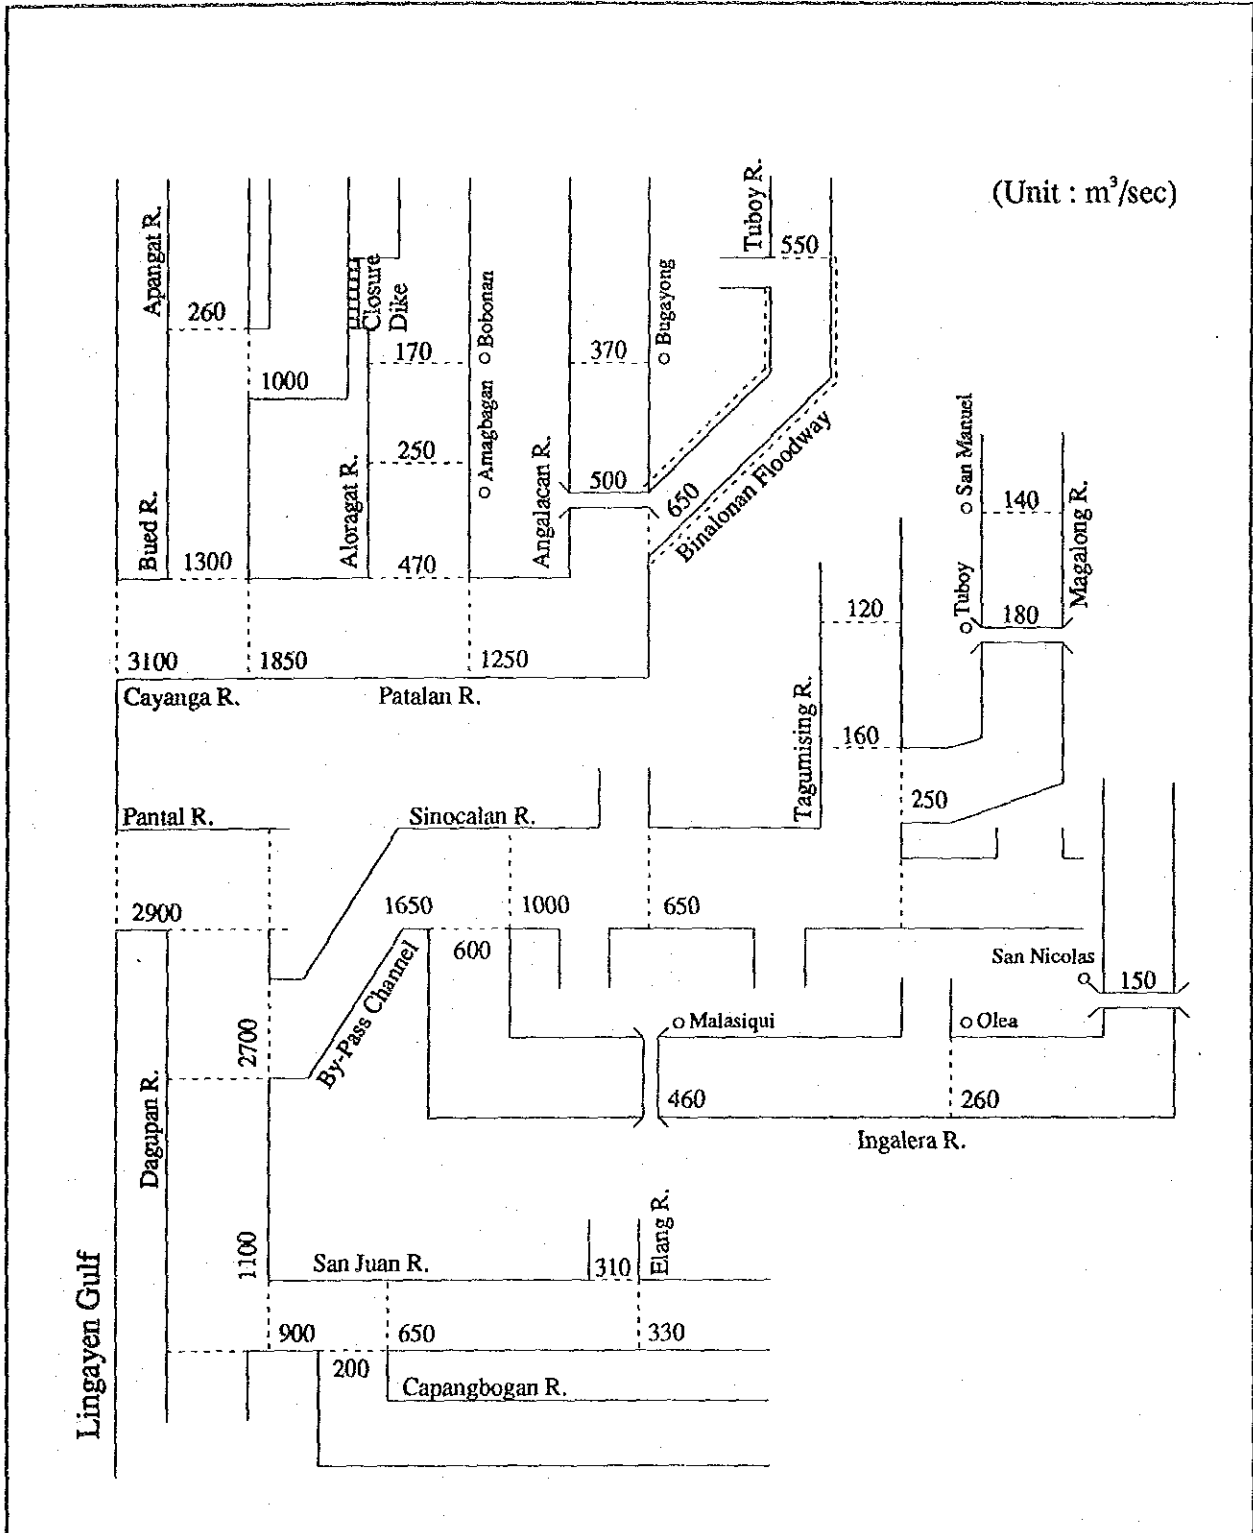 (Unit : m³/sec)
Tuboy R.
550
Apangat R.
260
Closure
Dike
Bobonan
Bugayong
170
370
1000
Amagbagan
250
Angalacan R.
500
650
Binalonan Floodway
San Manuel
140
Magalong R.
Bued R.
1300
Aloragat R.
470
Tuboy
180
120
3100
1850
1250
Cayanga R.
Patalan R.
Tagumising R.
160
250
Pantal R.
Sinocalan R.
2900
1650
1000
650
600
By-Pass Channel
San Nicolas
150
Malasiqui
Olea
2700
Dagupan R.
460
260
Ingalera R.
Elang R.
1100
San Juan R.
310
Lingayen Gulf
900
650
330
200
Capangbogan R.